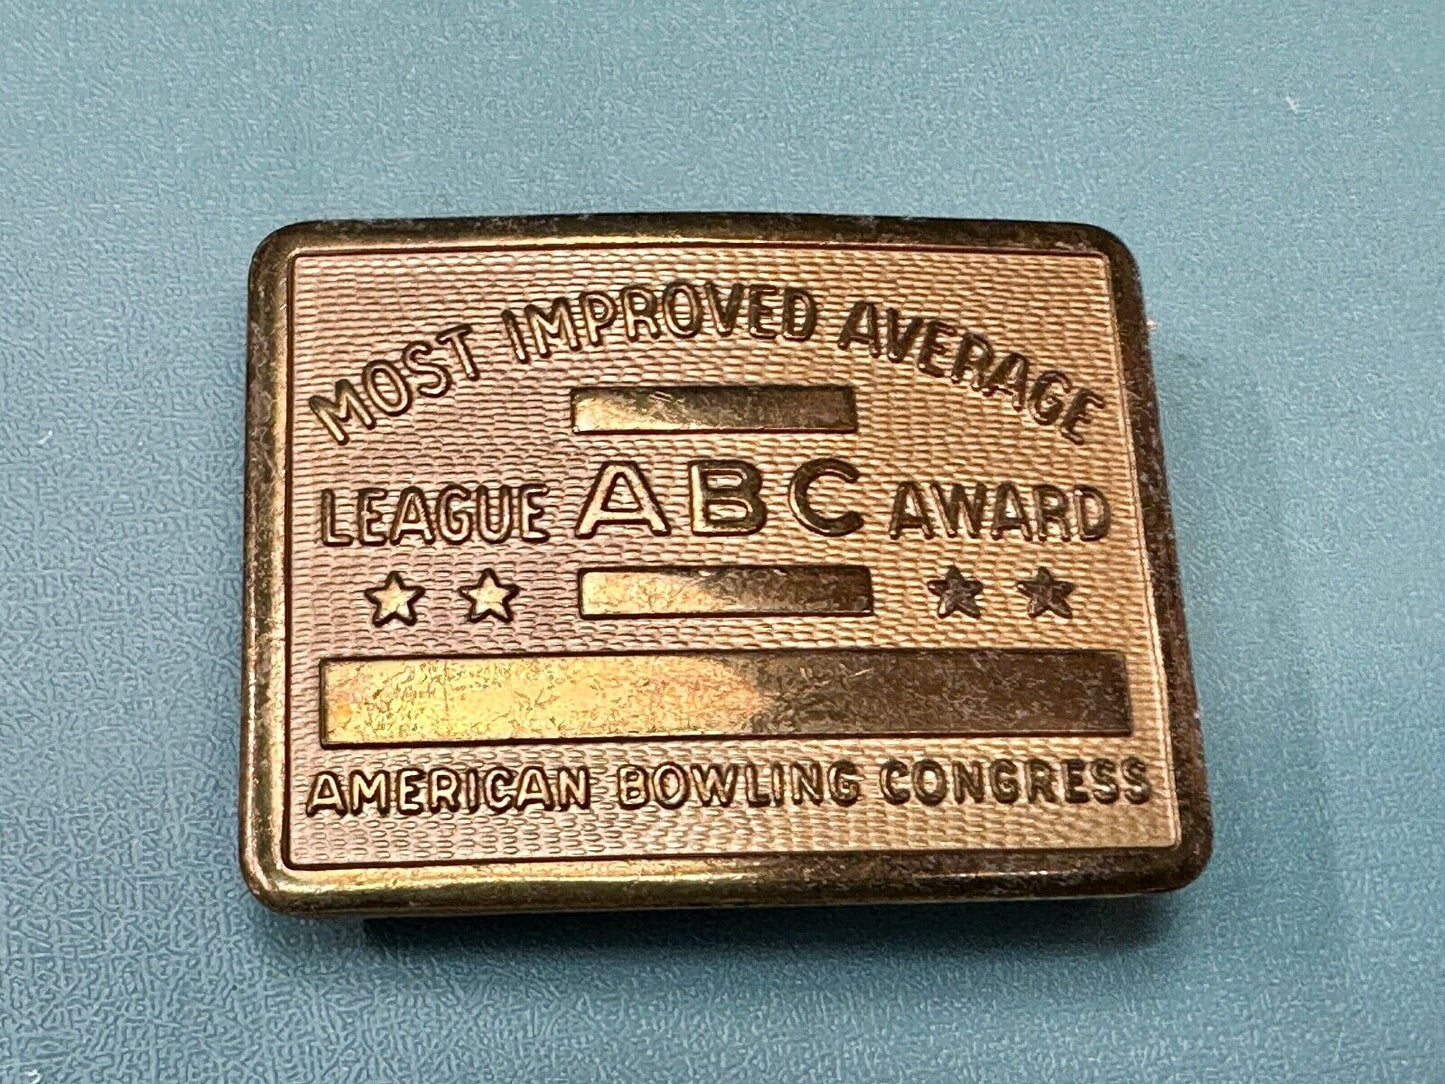 MOST IMPROVED AVERAGE
LEAGUE ABC AWARD
AMERICAN BOWLING CONGRESS